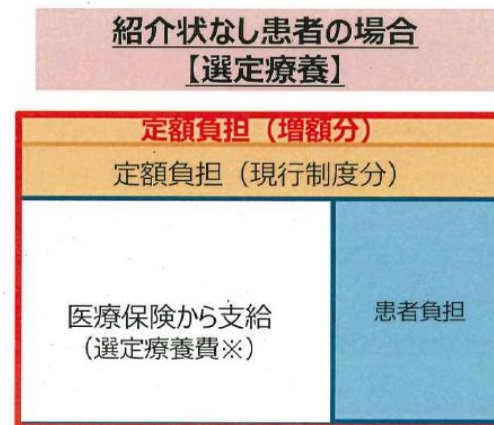 紹介状なし患者の場合
【選定療養】
定額負担（増額分）
定額負担（現行制度分）
医療保険から支給
（選定療養費※）
患者負担